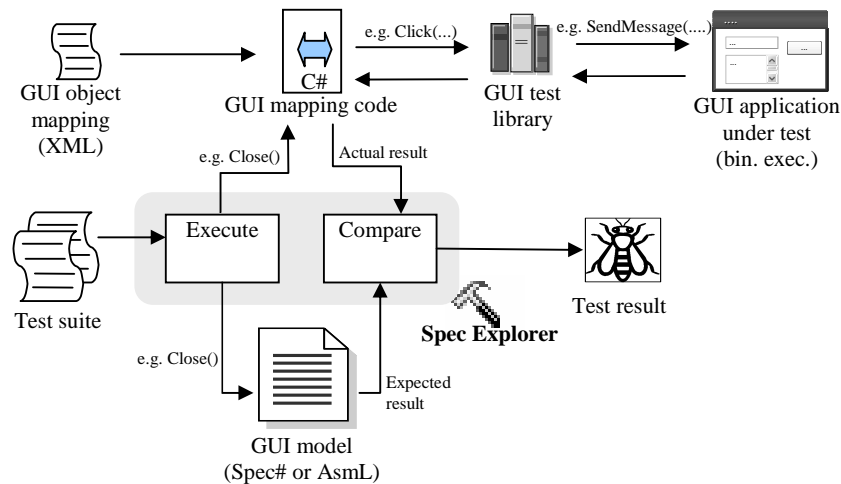 e.g. Click(...)
e.g. SendMessage(....)
....
...
...
...
C#
GUI object
mapping
(XML)
GUI mapping code
GUI test
library
GUI application
under test
(bin. exec.)
e.g. Close()
Actual result
Execute
Compare
Test suite
Test result
Spec Explorer
e.g. Close()
Expected
result
GUI model
(Spec# or AsmL)